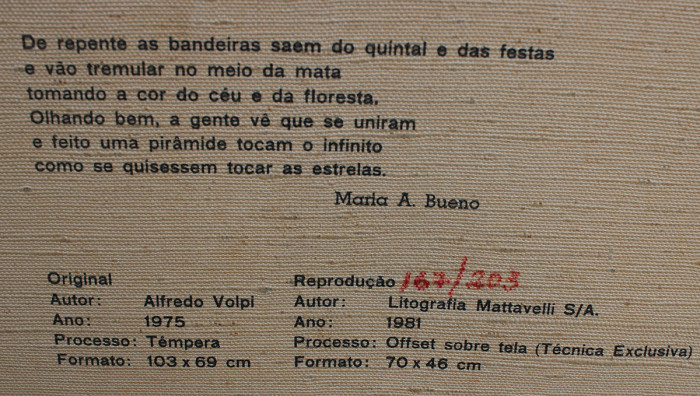 De repente as bandeiras saem do quintal e das festas
e vão tremular no meio da mata
tomando a cor do céu e da floresta.
Olhando bem, a gente vê que se uniram
e feito uma pirâmide tocam o infinito
como se quisessem tocar as estrelas.
Maria A. Bueno
Original
Autor: Alfredo Volpi
Ano: 1975
Processo: Têmpera
Formato: 103 x 69 cm
Reprodução 167/203
Autor: Litografia Mattavelli S/A.
Ano: 1981
Processo: Offset sobre tela (Técnica Exclusiva)
Formato: 70 x 46 cm